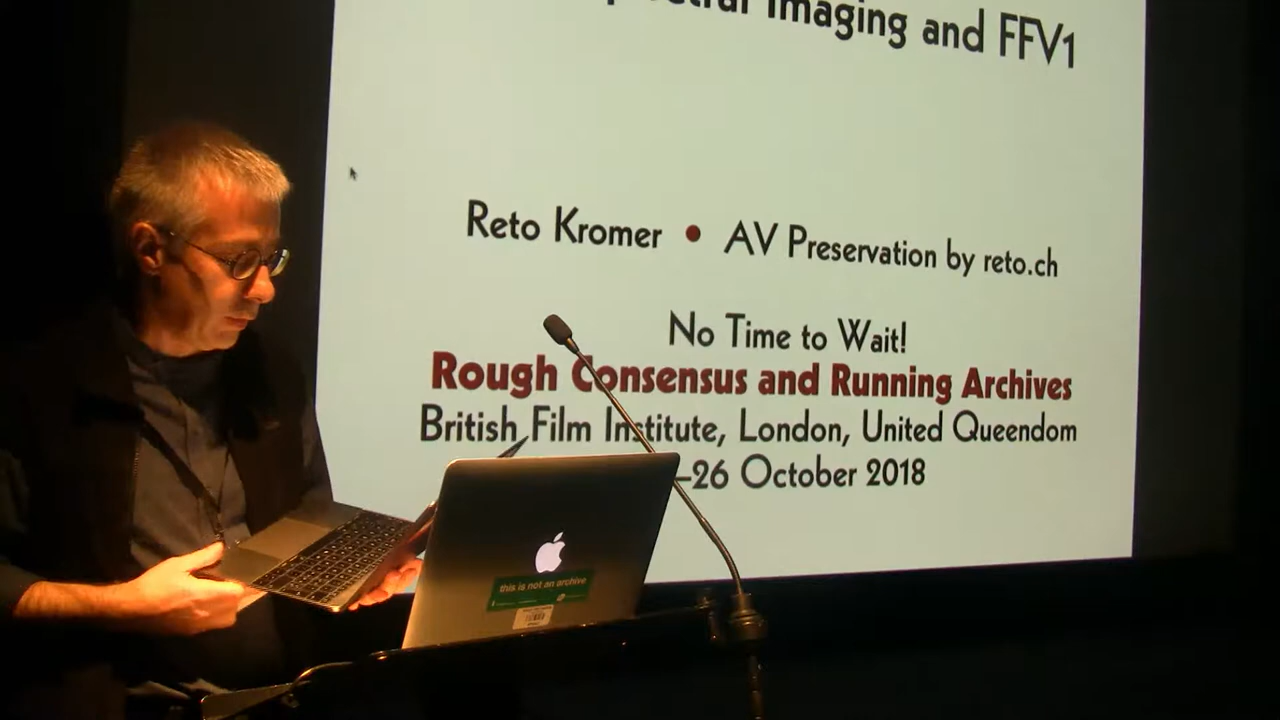 Imaging and FFV1
Reto Kromer • AV Preservation by reto.ch
No Time to Wait!
Rough Consensus and Running Archives
British Film Institute, London, United Queendom
–26 October 2018
this is not an archive